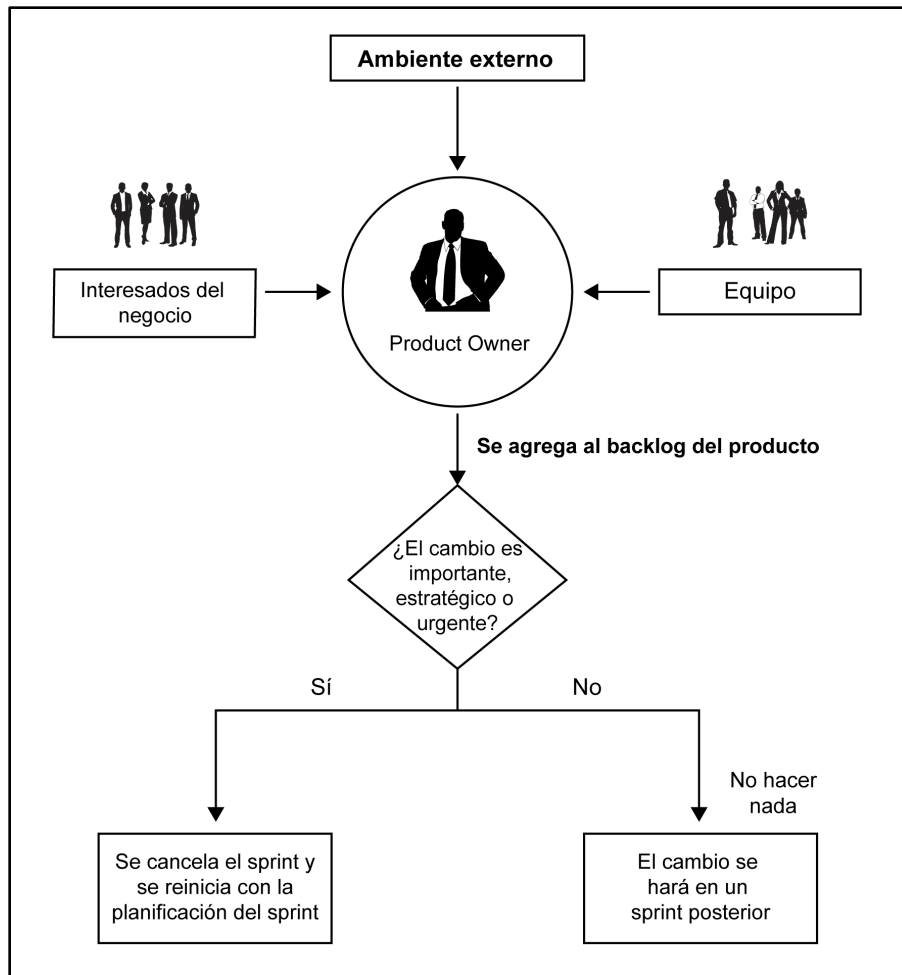 Ambiente externo
Interesados del
negocio
Product Owner
Equipo
Se agrega al backlog del producto
¿El cambio es
importante,
estratégico o
urgente?
Sí
No
No hacer
nada
Se cancela el sprint y
se reinicia con la
planificación del sprint
El cambio se
hará en un
sprint posterior